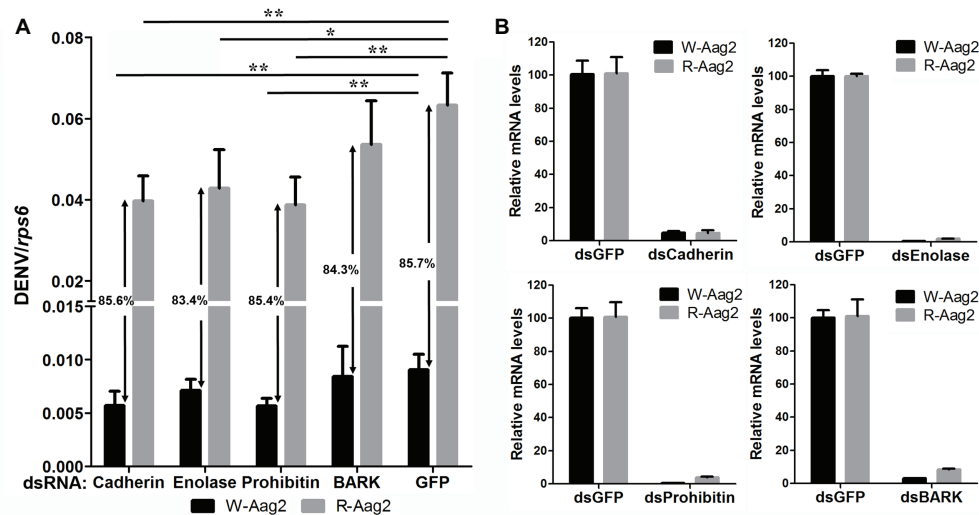 A
** 
*
**
**
**
DENV/rps6
0.08
0.06
0.04
0.02
0.015
0.010
0.005
0.000
85.6%
83.4%
85.4%
84.3%
85.7%
dsRNA: Cadherin Enolase Prohibitin BARK GFP
W-Aag2 R-Aag2
B
Relative mRNA levels
120
100
80
60
40
20
0
W-Aag2
R-Aag2
dsGFP dsCadherin
Relative mRNA levels
120
100
80
60
40
20
0
W-Aag2
R-Aag2
dsGFP dsEnolase
Relative mRNA levels
120
100
80
60
40
20
0
W-Aag2
R-Aag2
dsGFP dsProhibitin
Relative mRNA levels
120
100
80
60
40
20
0
W-Aag2
R-Aag2
dsGFP dsBARK